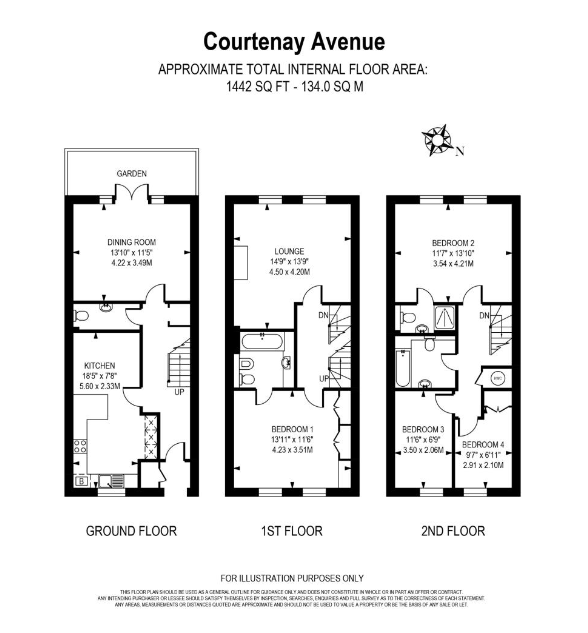 Courtenay Avenue
APPROXIMATE TOTAL INTERNAL FLOOR AREA:
1442 SQ FT - 134.0 SQ M
N
GARDEN
DINING ROOM
13'10" x 11'5"
4.22 x 3.49M
KITCHEN
18'5" x 7'8"
5.60 x 2.33M
UP
GROUND FLOOR
LOUNGE
14'9" x 13'9"
4.50 x 4.20M
DN
UP
BEDROOM 1
13'11" x 11'6"
4.23 x 3.51M
1ST FLOOR
BEDROOM 2
11'7" x 13'10"
3.54 x 4.21M
DN
BEDROOM 3
11'6" x 6'9"
3.50 x 2.06M
BEDROOM 4
9'7" x 6'11"
2.91 x 2.10M
2ND FLOOR
FOR ILLUSTRATION PURPOSES ONLY
THIS FLOOR PLAN SHOULD BE USED AS A GENERAL OUTLINE FOR GUIDANCE ONLY AND DOES NOT CONSTITUTE IN WHOLE OR IN PART AN OFFER OR CONTRACT.
ANY INTENDING PURCHASER OR LESSEE SHOULD SATISFY THEMSELVES BY INSPECTION, SEARCHES, ENQUIRIES AND FULL SURVEY AS TO THE CORRECTNESS OF EACH STATEMENT.
ANY AREAS, MEASUREMENTS OR DISTANCES QUOTED ARE APPROXIMATE AND SHOULD NOT BE USED TO VALUE A PROPERTY OR BE THE BASIS OF ANY SALE OR LET.